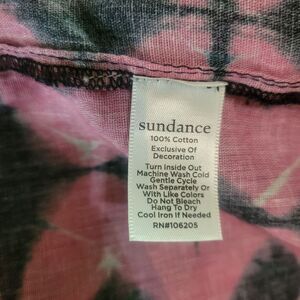 sundance
100% Cotton
Exclusive Of
Decoration
Turn Inside Out
Machine Wash Cold
Gentle Cycle
Wash Separately Or
With Like Colors
Do Not Bleach
Hang To Dry
Cool Iron If Needed
RN#106205